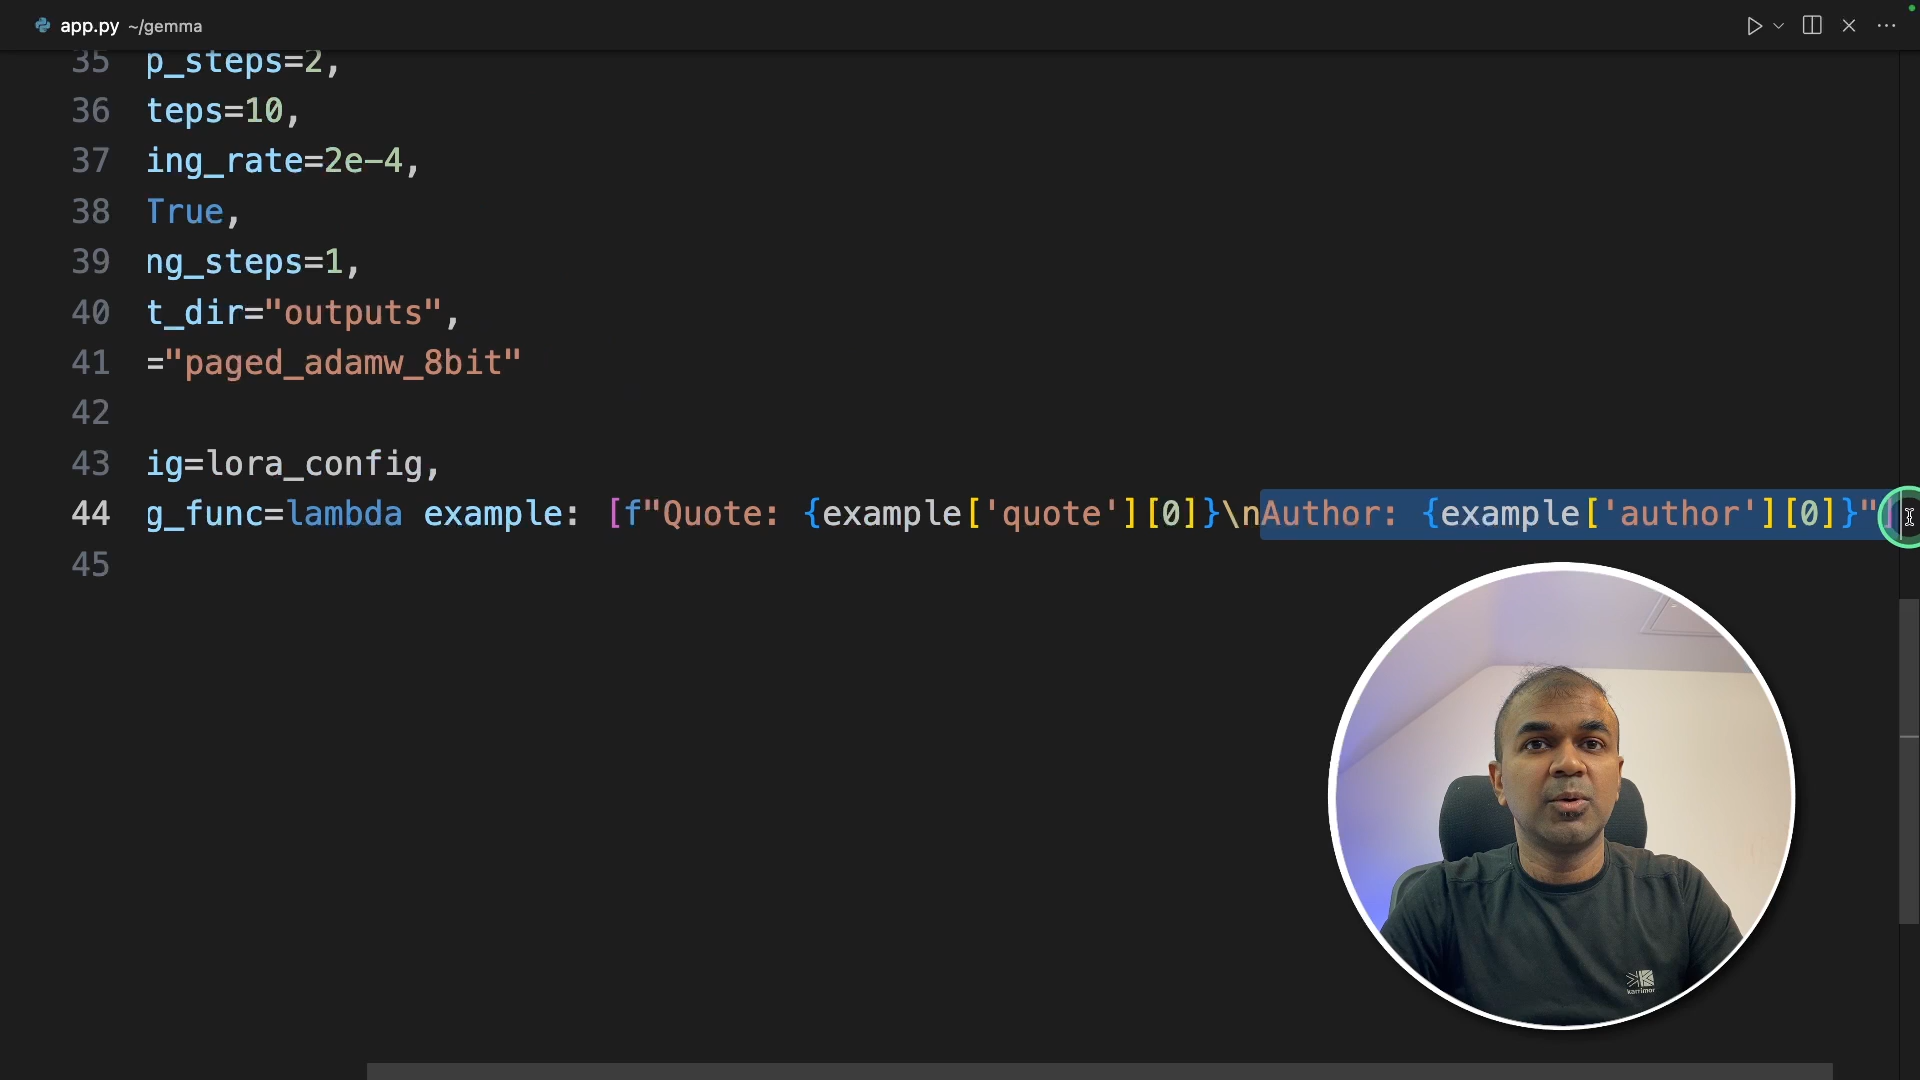 app.py ~/gemma
35 p_steps=2,
36 teps=10,
37 ing_rate=2e-4,
38 True,
39 ng_steps=1,
40 t_dir="outputs",
41 ="paged_adamw_8bit"
42
43 ig=lora_config,
44 g_func=lambda example: [f"Quote: {example['quote'][0]}\nAuthor: {example['author'][0]}"]
45
karrimor